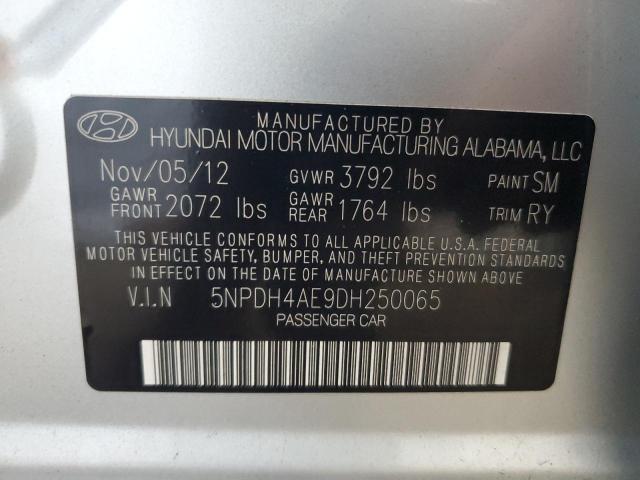 MANUFACTURED BY
HYUNDAI MOTOR MANUFACTURING ALABAMA, LLC
Nov/05/12 GVWR 3792 lbs PAINT SM
GAWR FRONT 2072 lbs GAWR REAR 1764 lbs TRIM RY
THIS VEHICLE CONFORMS TO ALL APPLICABLE U.S.A. FEDERAL
MOTOR VEHICLE SAFETY, BUMPER, AND THEFT PREVENTION STANDARDS
IN EFFECT ON THE DATE OF MANUFACTURE SHOWN ABOVE
V.I.N 5NPDH4AE9DH250065
PASSENGER CAR